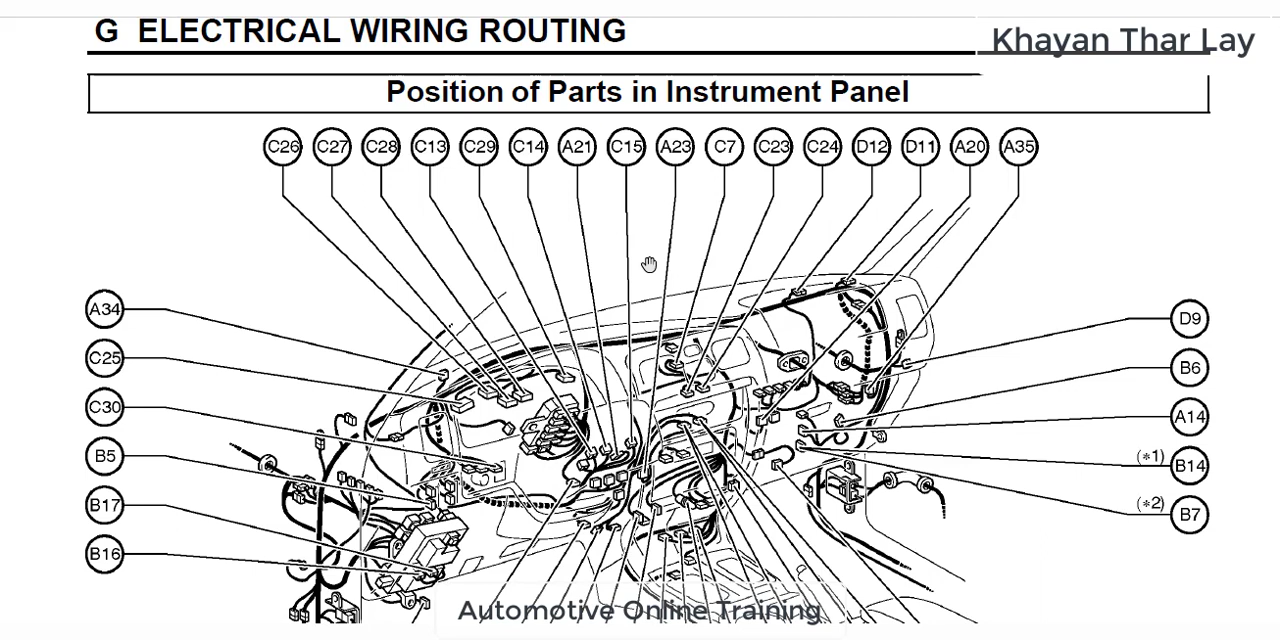 G ELECTRICAL WIRING ROUTING
Khayan Thar Lay
Position of Parts in Instrument Panel
C26 C27 C28 C13 C29 C14 A21 C15 A23 C7 C23 C24 D12 D11 A20 A35
A34
C25
C30
B5
B17
B16
D9
B6
A14
(*1) B14
(*2) B7
Automotive Online Training